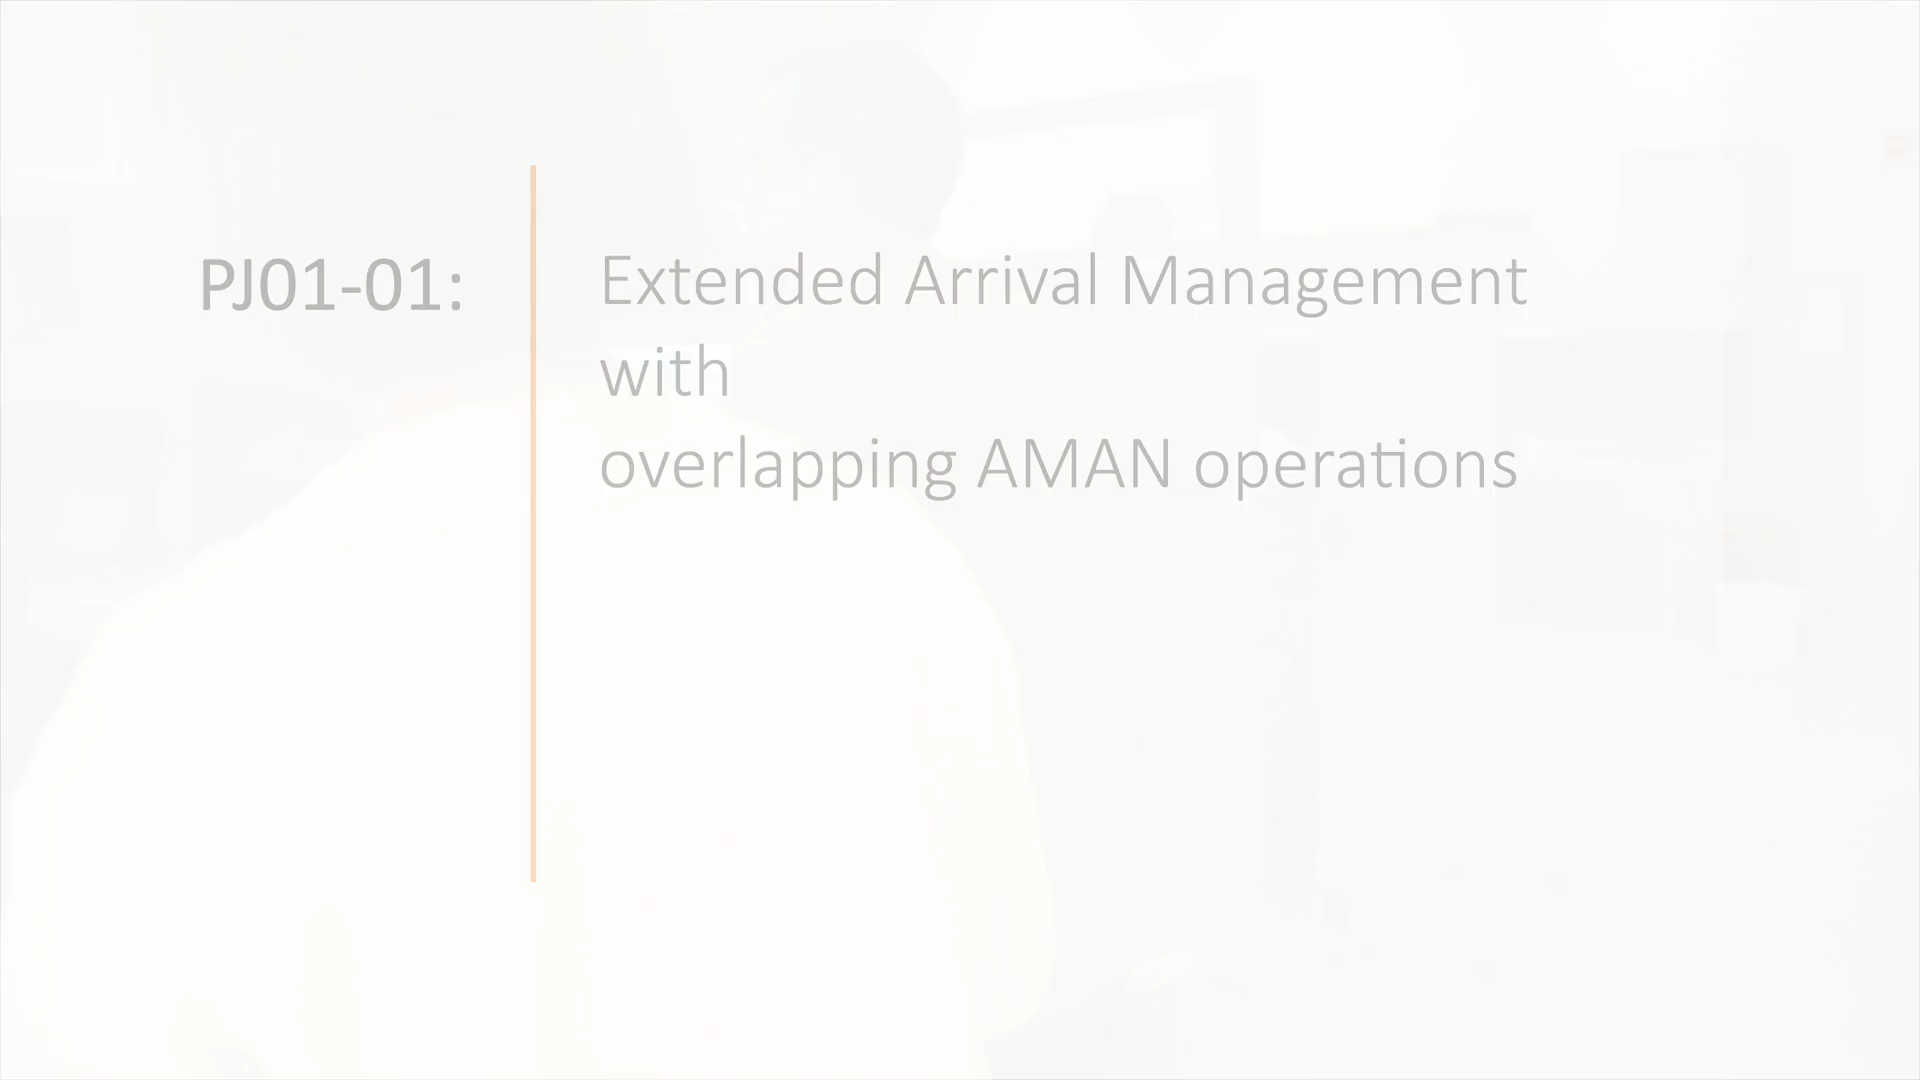 PJ01-01:
Extended Arrival Management
with
overlapping AMAN operations